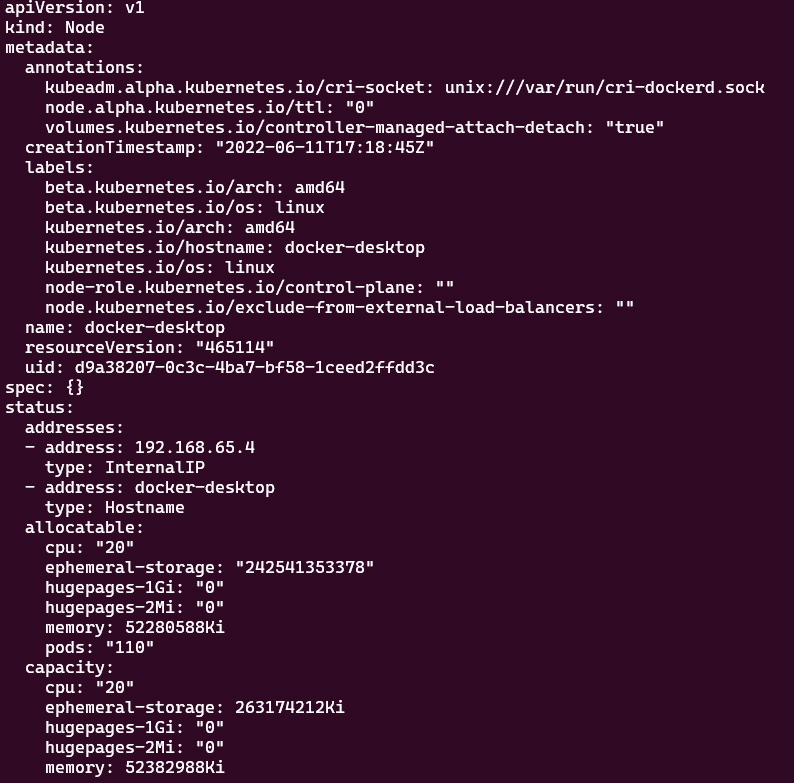 apiVersion: v1
kind: Node
metadata:
  annotations:
    kubeadm.alpha.kubernetes.io/cri-socket: unix:///var/run/cri-dockerd.sock
    node.alpha.kubernetes.io/ttl: "0"
    volumes.kubernetes.io/controller-managed-attach-detach: "true"
  creationTimestamp: "2022-06-11T17:18:45Z"
  labels:
    beta.kubernetes.io/arch: amd64
    beta.kubernetes.io/os: linux
    kubernetes.io/arch: amd64
    kubernetes.io/hostname: docker-desktop
    kubernetes.io/os: linux
    node-role.kubernetes.io/control-plane: ""
    node.kubernetes.io/exclude-from-external-load-balancers: ""
  name: docker-desktop
  resourceVersion: "465114"
  uid: d9a38207-0c3c-4ba7-bf58-1ceed2ffdd3c
spec: {}
status:
  addresses:
  - address: 192.168.65.4
    type: InternalIP
  - address: docker-desktop
    type: Hostname
  allocatable:
    cpu: "20"
    ephemeral-storage: "242541353378"
    hugepages-1Gi: "0"
    hugepages-2Mi: "0"
    memory: 52280588Ki
    pods: "110"
  capacity:
    cpu: "20"
    ephemeral-storage: 263174212Ki
    hugepages-1Gi: "0"
    hugepages-2Mi: "0"
    memory: 52382988Ki